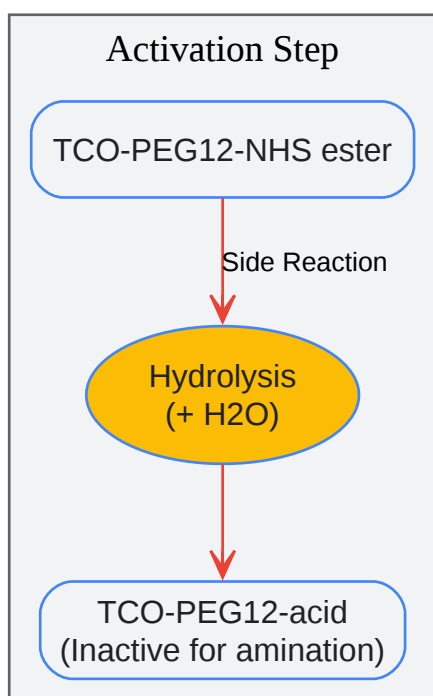 Activation Step
TCO-PEG12-NHS ester
Side Reaction
Hydrolysis
(+ H2O)
TCO-PEG12-acid
(Inactive for amination)